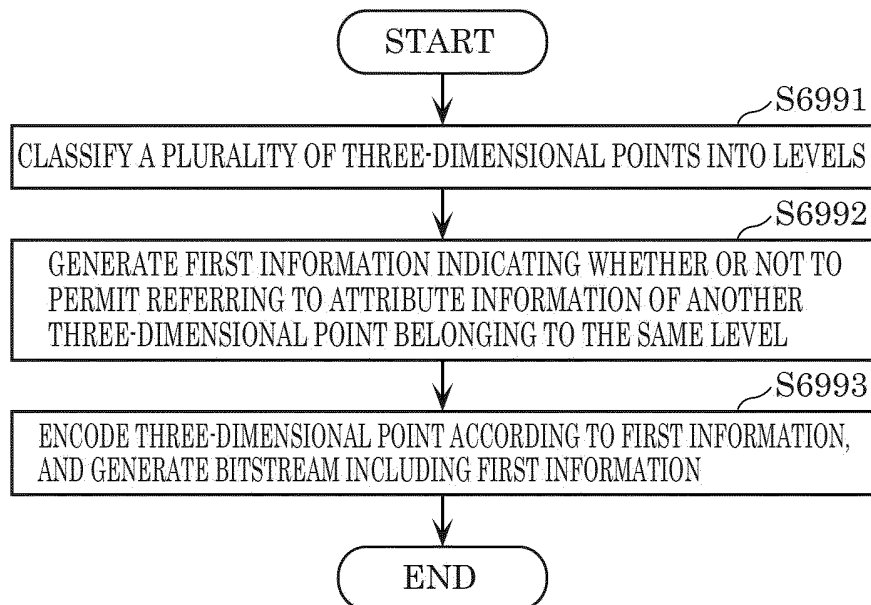 START
S6991
CLASSIFY A PLURALITY OF THREE-DIMENSIONAL POINTS INTO LEVELS
S6992
GENERATE FIRST INFORMATION INDICATING WHETHER OR NOT TO
PERMIT REFERRING TO ATTRIBUTE INFORMATION OF ANOTHER
THREE-DIMENSIONAL POINT BELONGING TO THE SAME LEVEL
S6993
ENCODE THREE-DIMENSIONAL POINT ACCORDING TO FIRST INFORMATION,
AND GENERATE BITSTREAM INCLUDING FIRST INFORMATION
END